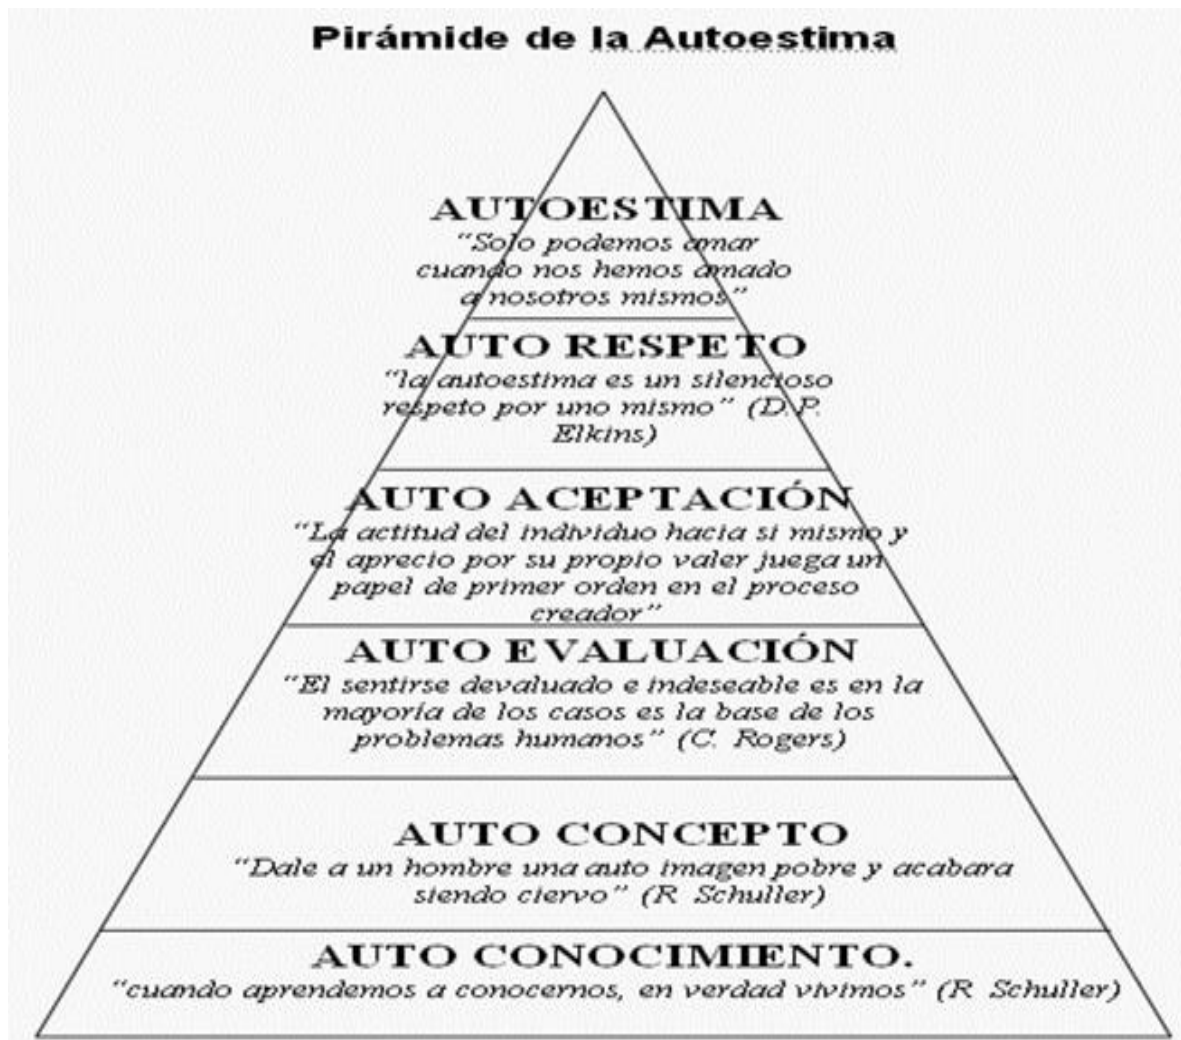 Pirámide de la Autoestima
AUTOESTIMA
“Solo podemos amar
cuando nos hemos amado
a nosotros mismos”
AUTO RESPETO
“la autoestima es un silencioso
respeto por uno mismo” (D.P.
Elkins)
AUTO ACEPTACIÓN
“La actitud del individuo hacia si mismo y
el aprecio por su propio valer juega un
papel de primer orden en el proceso
creador”
AUTO EVALUACIÓN
“El sentirse devaluado e indeseable es en la
mayoría de los casos es la base de los
problemas humanos” (C. Rogers)
AUTO CONCEPTO
“Dale a un hombre una auto imagen pobre y acabara
siendo ciervo” (R Schuller)
AUTO CONOCIMIENTO.
“cuando aprendemos a conocernos, en verdad vivimos” (R Schuller)